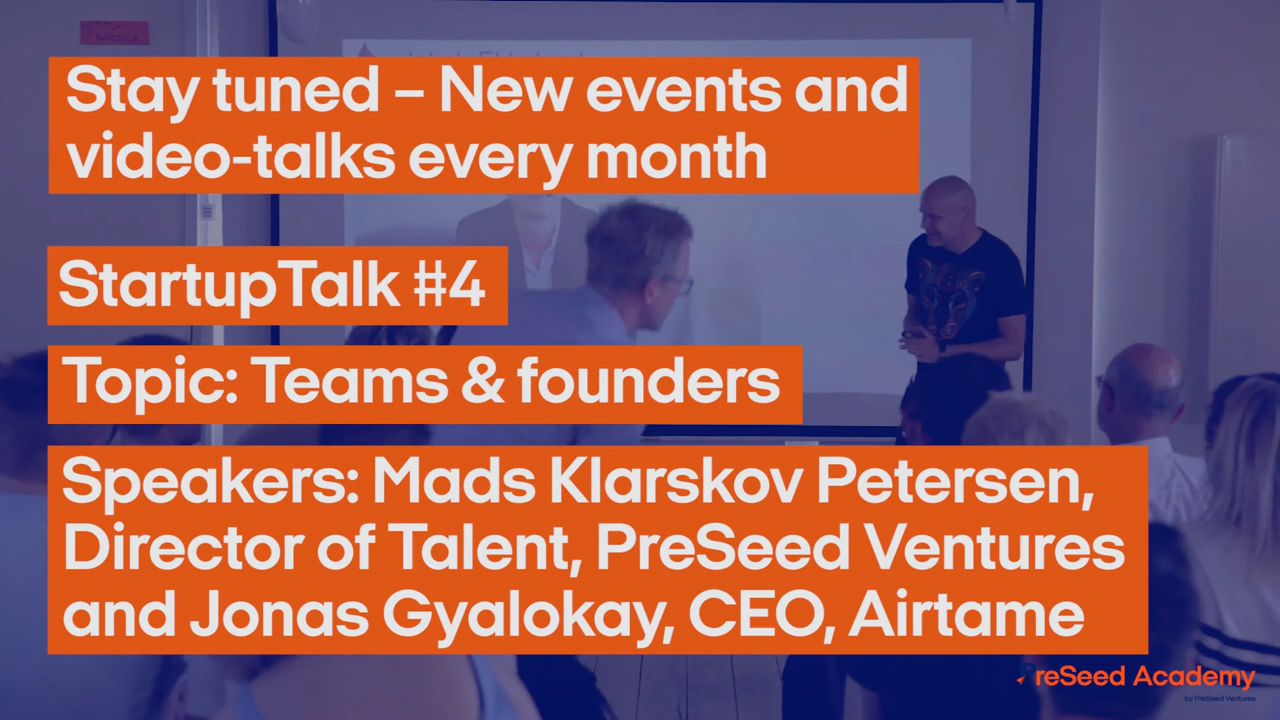 Stay tuned – New events and
video-talks every month
StartupTalk #4
Topic: Teams & founders
Speakers: Mads Klarskov Petersen,
Director of Talent, PreSeed Ventures
and Jonas Gyalokay, CEO, Airtame
PreSeed Academy
by PreSeed Ventures